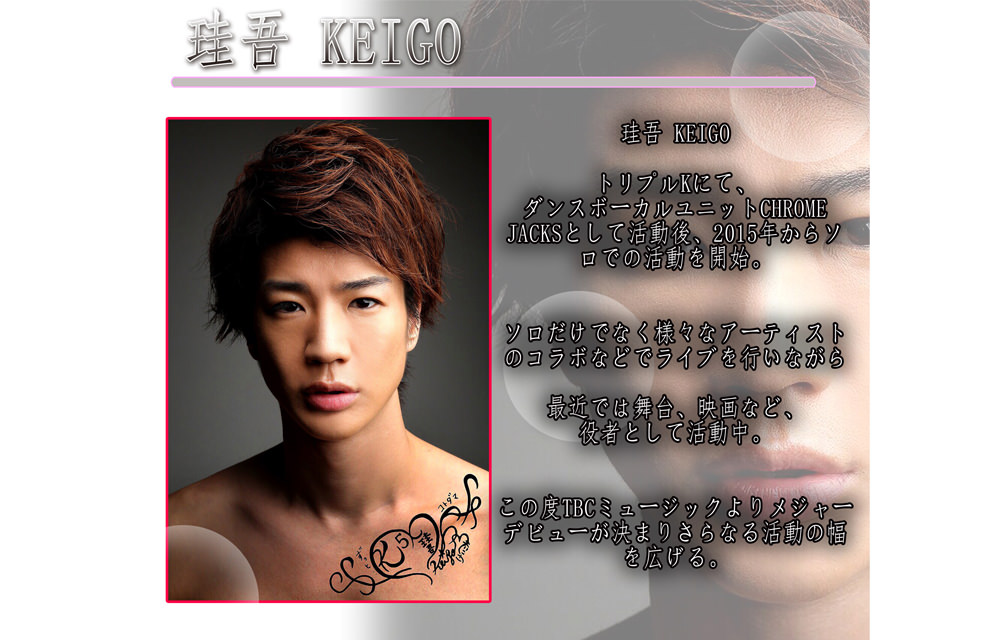 珪吾 KEIGO
珪吾 KEIGO
トリプルKにて、
ダンスボーカルユニットCHROME
JACKSとして活動後、2015年からソ
ロでの活動を開始。
ソロだけでなく様々なアーティスト
のコラボなどでライブを行いながら
最近では舞台、映画など、
役者として活動中。
この度TBCミュージックよりメジャー
デビューが決まりさらなる活動の幅
を広げる。
コトダマ